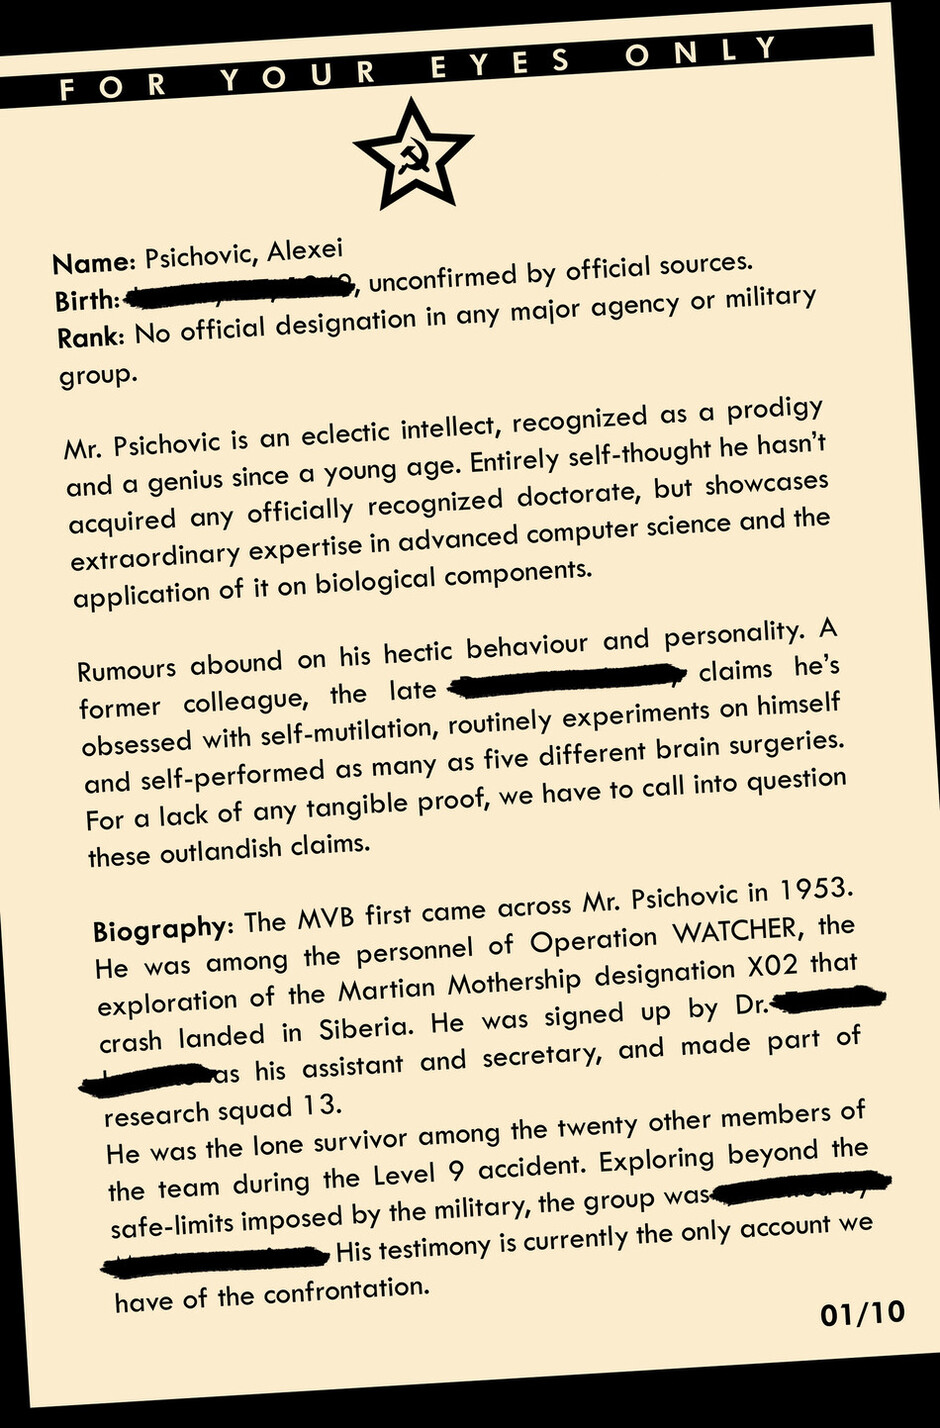 FOR YOUR EYES ONLY
Name: Psichovic, Alexei
Birth: , unconfirmed by official sources.
Rank: No official designation in any major agency or military
group.
Mr. Psichovic is an eclectic intellect, recognized as a prodigy
and a genius since a young age. Entirely self-thought he hasn't
acquired any officially recognized doctorate, but showcases
extraordinary expertise in advanced computer science and the
application of it on biological components.
Rumours abound on his hectic behaviour and personality. A
former colleague, the late claims he's
obsessed with self-mutilation, routinely experiments on himself
and self-performed as many as five different brain surgeries.
For a lack of any tangible proof, we have to call into question
these outlandish claims.
Biography: The MVB first came across Mr. Psichovic in 1953.
He was among the personnel of Operation WATCHER, the
exploration of the Martian Mothership designation X02 that
crash landed in Siberia. He was signed up by Dr.
as his assistant and secretary, and made part of
research squad 13.
He was the lone survivor among the twenty other members of
the team during the Level 9 accident. Exploring beyond the
safe-limits imposed by the military, the group was
His testimony is currently the only account we
have of the confrontation.
01/10